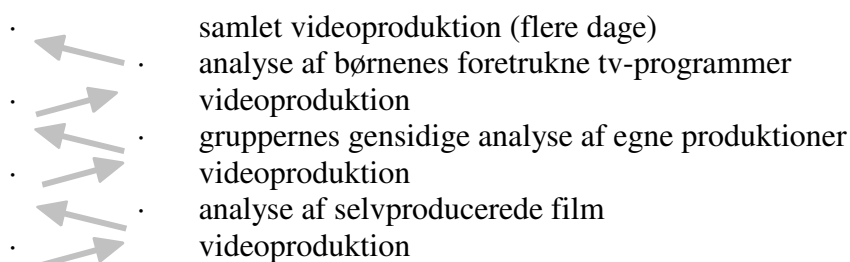 · samlet videoproduktion (flere dage)
· analyse af børnenes foretrukne tv-programmer
· videoproduktion
· gruppernes gensidige analyse af egne produktioner
· videoproduktion
· analyse af selvproducerede film
· videoproduktion